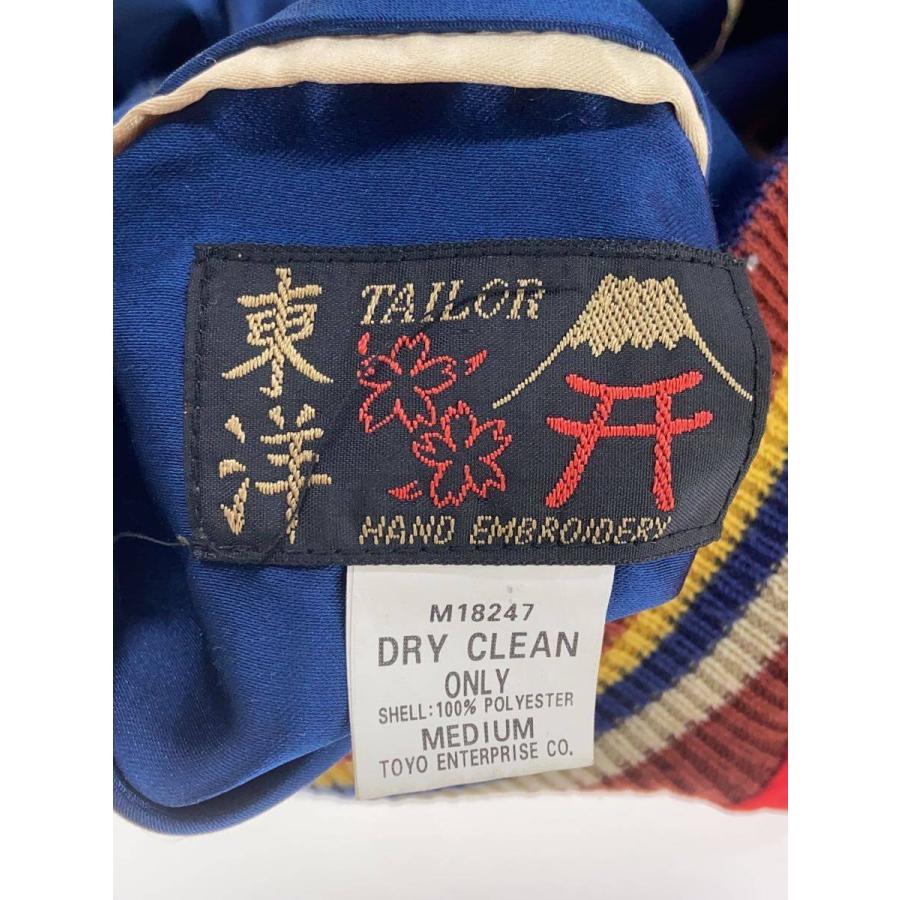 東洋
TAILOR
HAND EMBROIDERY
M18247
DRY CLEAN
ONLY
SHELL:100% POLYESTER
MEDIUM
TOYO ENTERPRISE CO.